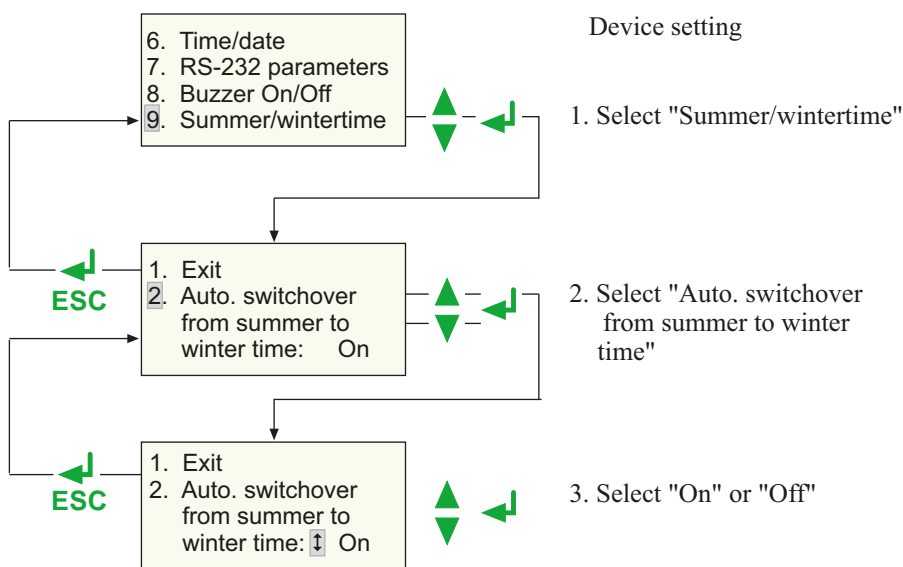 Device setting
6. Time/date
7. RS-232 parameters
8. Buzzer On/Off
9. Summer/wintertime
1. Select "Summer/wintertime"
ESC
1. Exit
2. Auto. switchover
from summer to
winter time: On
2. Select "Auto. switchover
from summer to winter
time"
ESC
1. Exit
2. Auto. switchover
from summer to
winter time: ↕ On
3. Select "On" or "Off"